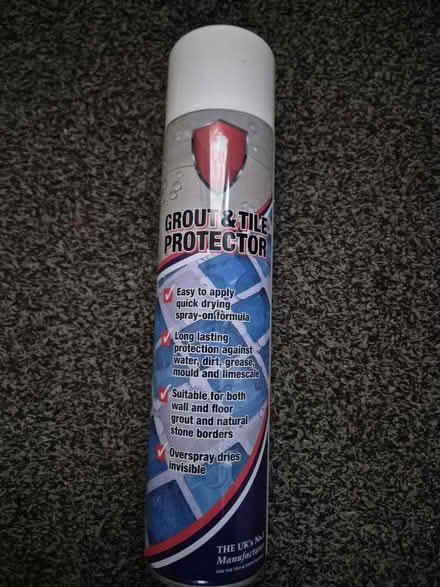 GROUT & TILE
PROTECTOR
Easy to apply
quick drying
spray-on formula
Long lasting
protection against
water, dirt, grease,
mould and limescale
Suitable for both
wall and floor
grout and natural
stone borders
Overspray dries
invisible
THE UK's No.
Manufacturer